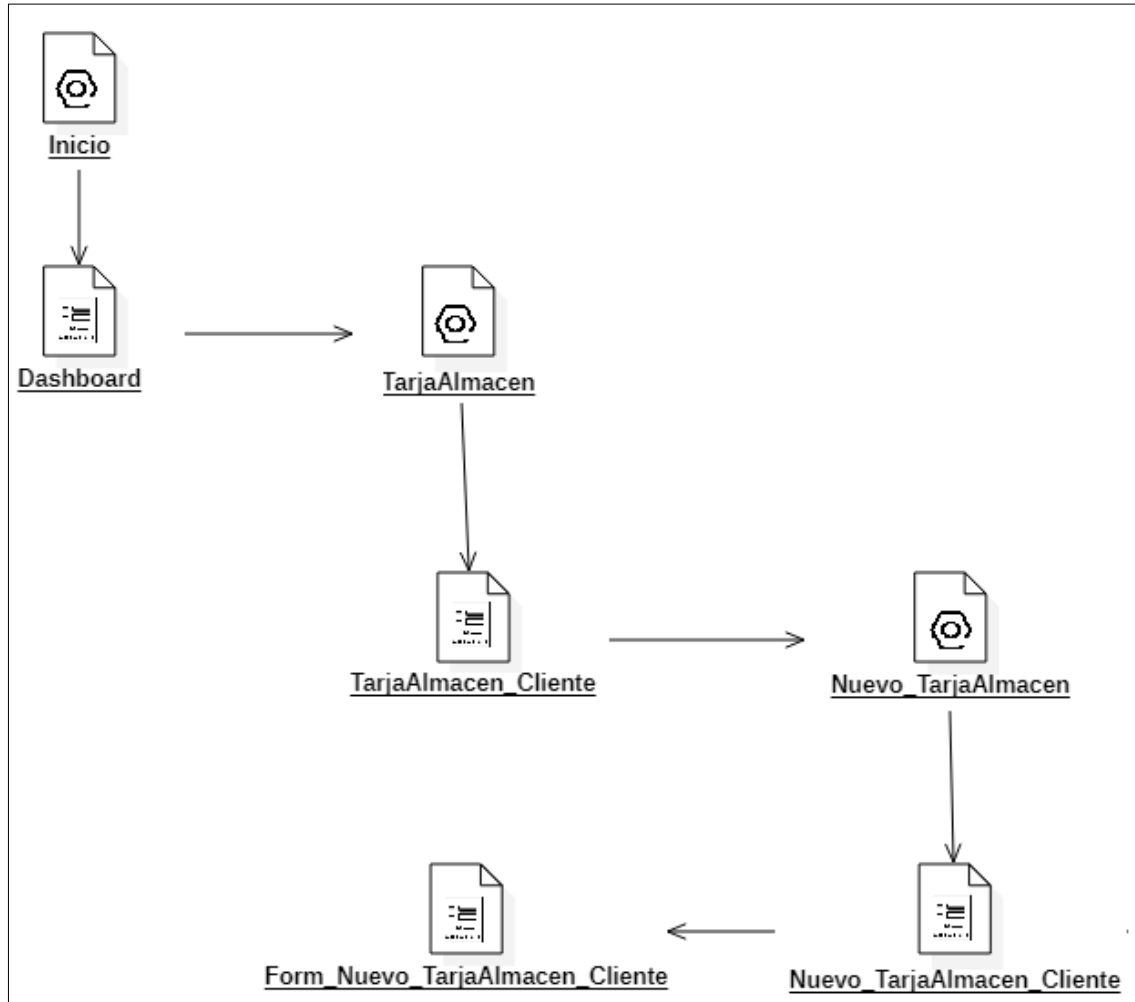 Inicio
Dashboard
TarjaAlmacen
TarjaAlmacen_Cliente
Nuevo_TarjaAlmacen
Form_Nuevo_TarjaAlmacen_Cliente
Nuevo_TarjaAlmacen_Cliente